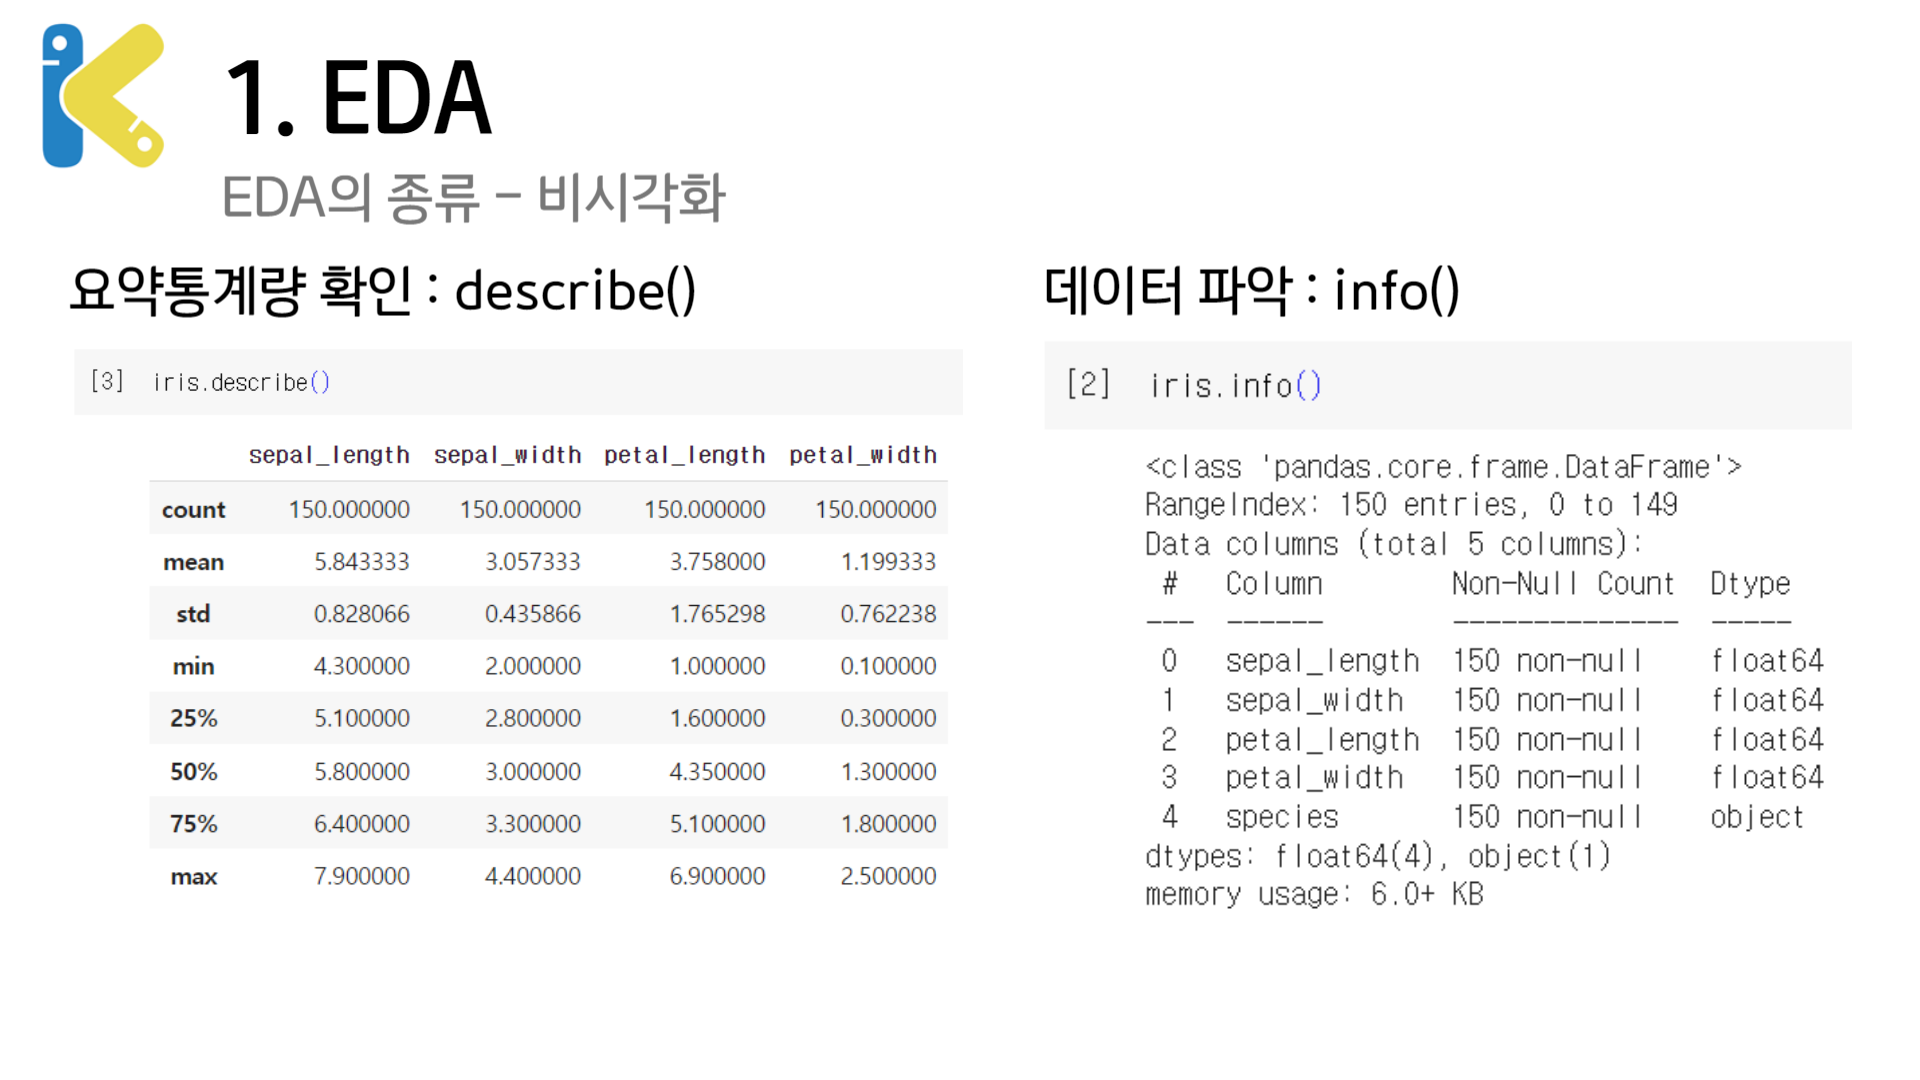 1. EDA
EDA의 종류 - 비시각화
요약통계량 확인 : describe()
[3] iris.describe()
sepal_length sepal_width petal_length petal_width
count 150.000000 150.000000 150.000000 150.000000
mean 5.843333 3.057333 3.758000 1.199333
std 0.828066 0.435866 1.765298 0.762238
min 4.300000 2.000000 1.000000 0.100000
25% 5.100000 2.800000 1.600000 0.300000
50% 5.800000 3.000000 4.350000 1.300000
75% 6.400000 3.300000 5.100000 1.800000
max 7.900000 4.400000 6.900000 2.500000
데이터 파악 : info()
[2] iris.info()
<class 'pandas.core.frame.DataFrame'>
RangeIndex: 150 entries, 0 to 149
Data columns (total 5 columns):
# Column Non-Null Count Dtype
--- ------ -------------- -----
0 sepal_length 150 non-null float64
1 sepal_width 150 non-null float64
2 petal_length 150 non-null float64
3 petal_width 150 non-null float64
4 species 150 non-null object
dtypes: float64(4), object(1)
memory usage: 6.0+ KB